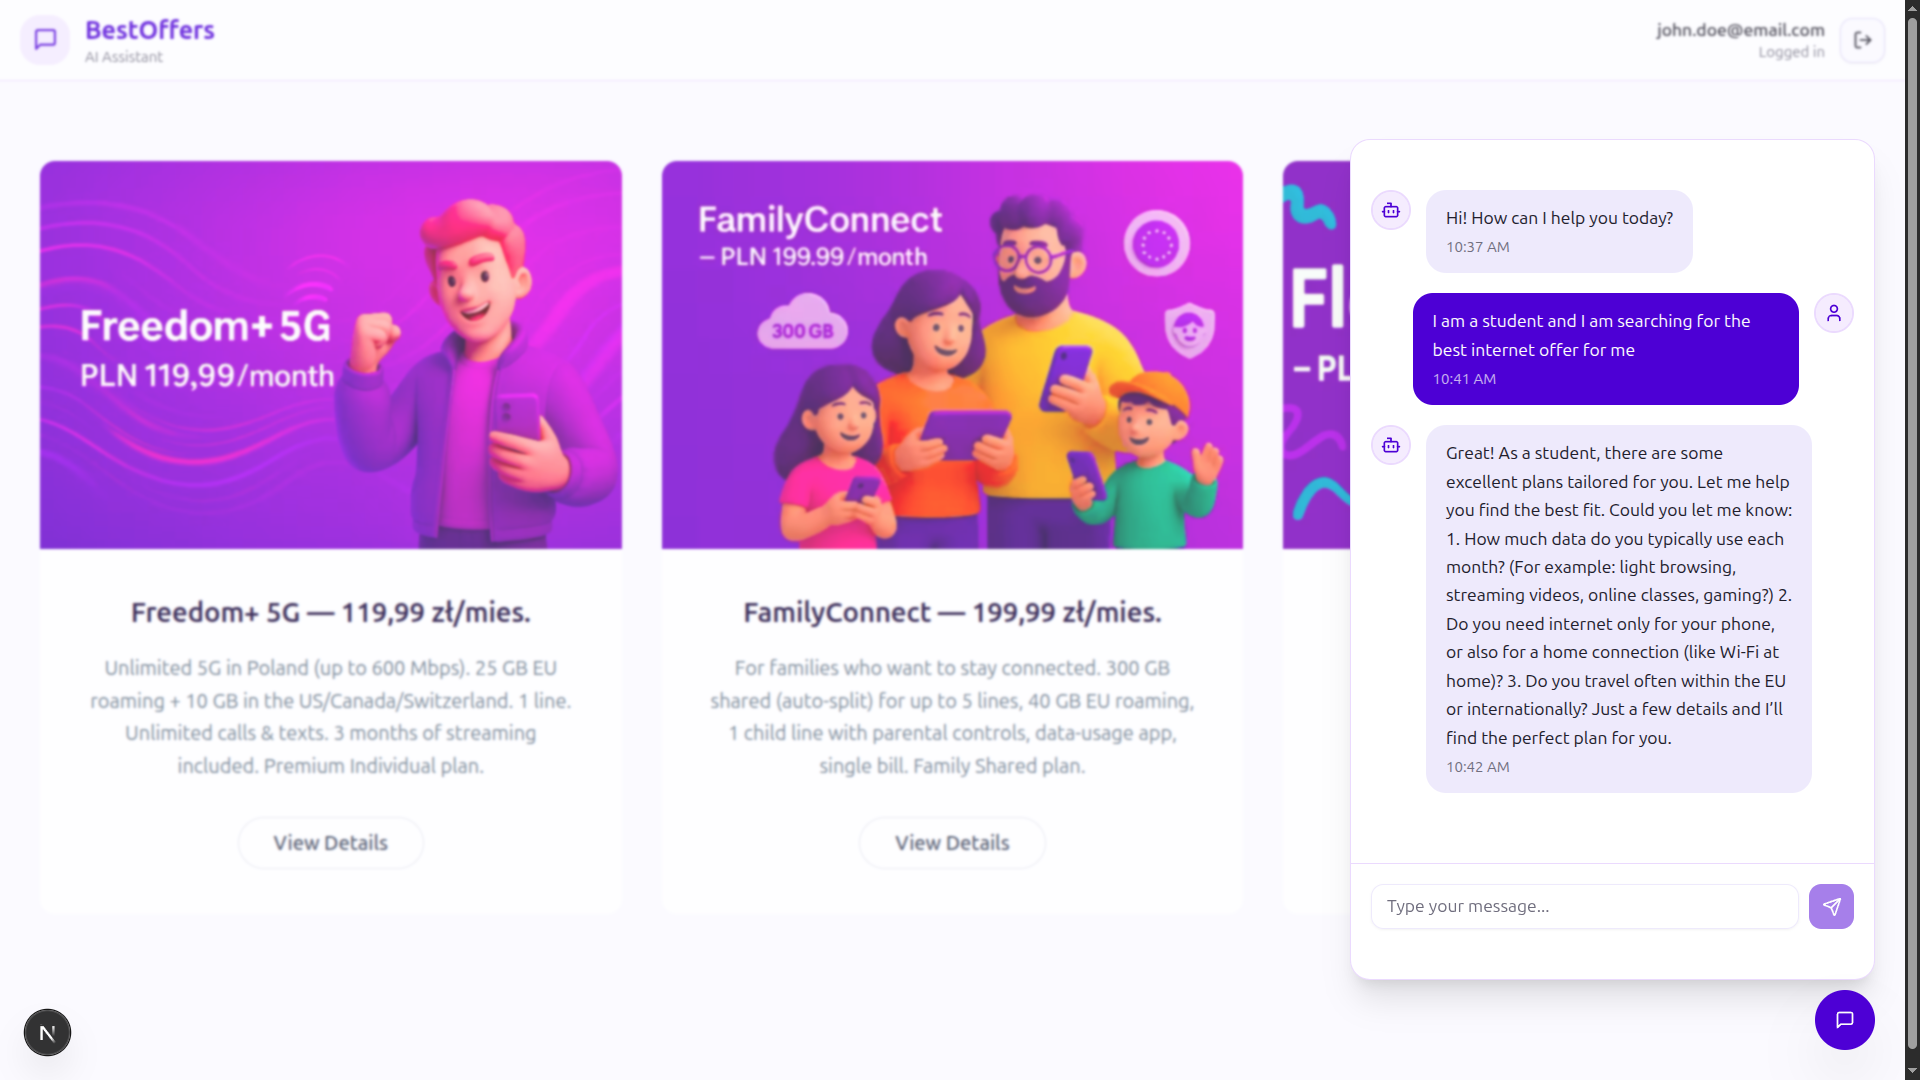 BestOffers
AI Assistant
john.doe@email.com
Logged in
Freedom+ 5G
PLN 119,99/month
Freedom+ 5G — 119,99 zł/mies.
Unlimited 5G in Poland (up to 600 Mbps). 25 GB EU
roaming + 10 GB in the US/Canada/Switzerland. 1 line.
Unlimited calls & texts. 3 months of streaming
included. Premium Individual plan.
View Details
FamilyConnect
– PLN 199.99/month
300 GB
FamilyConnect — 199,99 zł/mies.
For families who want to stay connected. 300 GB
shared (auto-split) for up to 5 lines, 40 GB EU roaming,
1 child line with parental controls, data-usage app,
single bill. Family Shared plan.
View Details
Fl
– PL
Hi! How can I help you today?
10:37 AM
I am a student and I am searching for the
best internet offer for me
10:41 AM
Great! As a student, there are some
excellent plans tailored for you. Let me help
you find the best fit. Could you let me know:
1. How much data do you typically use each
month? (For example: light browsing,
streaming videos, online classes, gaming?) 2.
Do you need internet only for your phone,
or also for a home connection (like Wi-Fi at
home)? 3. Do you travel often within the EU
or internationally? Just a few details and I’ll
find the perfect plan for you.
10:42 AM
Type your message...
N